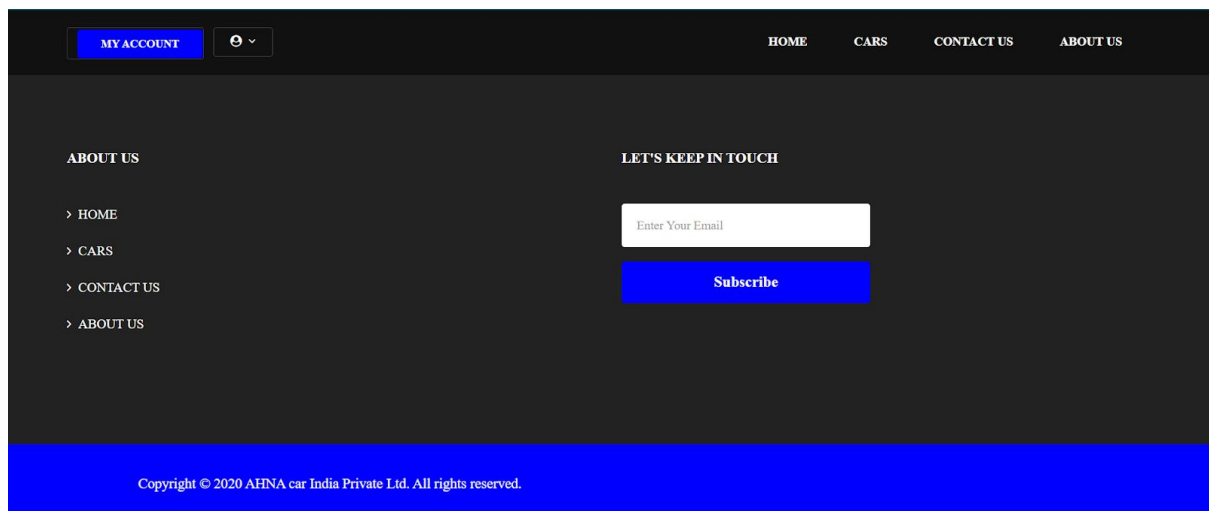 MY ACCOUNT
HOME CARS CONTACT US ABOUT US
ABOUT US
> HOME
> CARS
> CONTACT US
> ABOUT US
LET'S KEEP IN TOUCH
Enter Your Email
Subscribe
Copyright © 2020 AHNA car India Private Ltd. All rights reserved.